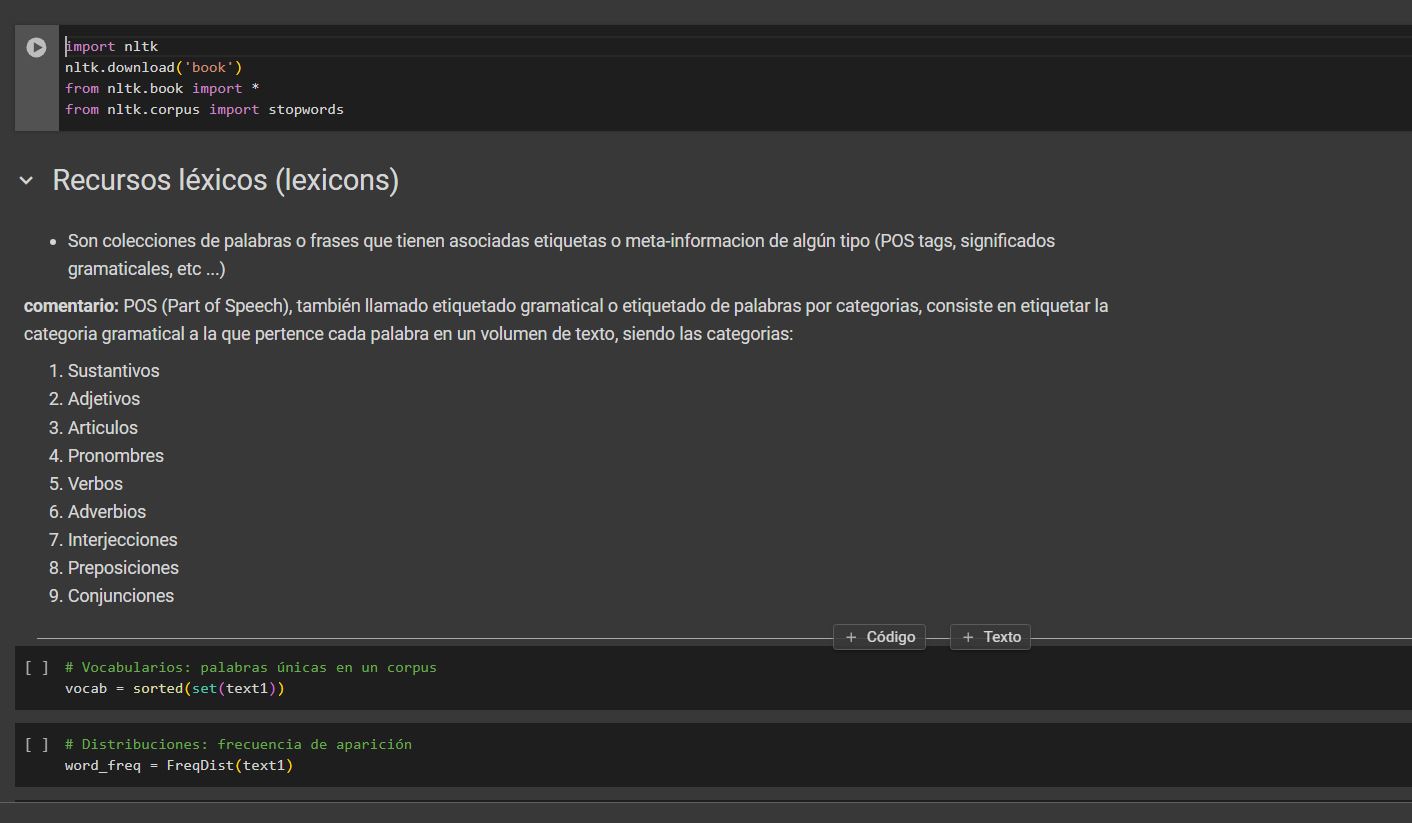 import nltk
nltk.download('book')
from nltk.book import *
from nltk.corpus import stopwords
Recursos léxicos (lexicons)
• Son colecciones de palabras o frases que tienen asociadas etiquetas o meta-informacion de algún tipo (POS tags, significados
gramaticales, etc ...)
comentario: POS (Part of Speech), también llamado etiquetado gramatical o etiquetado de palabras por categorias, consiste en etiquetar la
categoria gramatical a la que pertence cada palabra en un volumen de texto, siendo las categorias:
1. Sustantivos
2. Adjetivos
3. Articulos
4. Pronombres
5. Verbos
6. Adverbios
7. Interjecciones
8. Preposiciones
9. Conjunciones
+ Código + Texto
[ ] # Vocabularios: palabras únicas en un corpus
vocab = sorted(set(text1))
[ ] # Distribuciones: frecuencia de aparición
word_freq = FreqDist(text1)